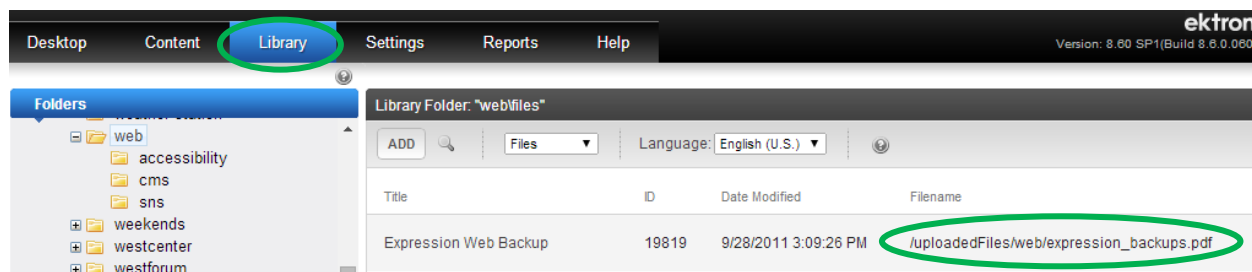 ektron
Desktop Content Library Settings Reports Help
Version: 8.60 SP1(Build 8.6.0.060
Folders
Library Folder: "web\files"
web
ADD Files Language: English (U.S.)
accessibility
cms
sns
Title ID Date Modified Filename
weekends
westcenter
Expression Web Backup 19819 9/28/2011 3:09:26 PM /uploadedFiles/web/expression_backups.pdf
westforum